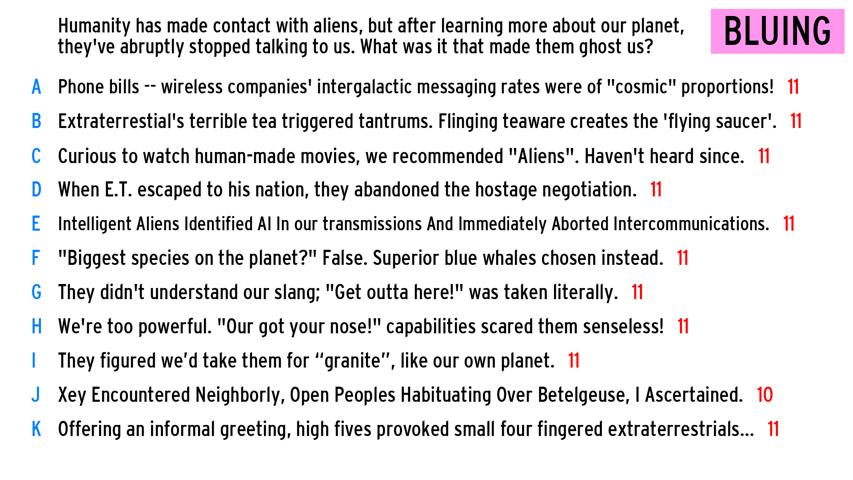 Humanity has made contact with aliens, but after learning more about our planet,
they've abruptly stopped talking to us. What was it that made them ghost us?
BLUING
A Phone bills -- wireless companies' intergalactic messaging rates were of "cosmic" proportions! 11
B Extraterrestial's terrible tea triggered tantrums. Flinging teaware creates the 'flying saucer'. 11
C Curious to watch human-made movies, we recommended "Aliens". Haven't heard since. 11
D When E.T. escaped to his nation, they abandoned the hostage negotiation. 11
E Intelligent Aliens Identified AI In our transmissions And Immediately Aborted Intercommunications. 11
F "Biggest species on the planet?" False. Superior blue whales chosen instead. 11
G They didn't understand our slang; "Get outta here!" was taken literally. 11
H We're too powerful. "Our got your nose!" capabilities scared them senseless! 11
I They figured we’d take them for “granite”, like our own planet. 11
J Xey Encountered Neighborly, Open Peoples Habituating Over Betelgeuse, I Ascertained. 10
K Offering an informal greeting, high fives provoked small four fingered extraterrestrials... 11